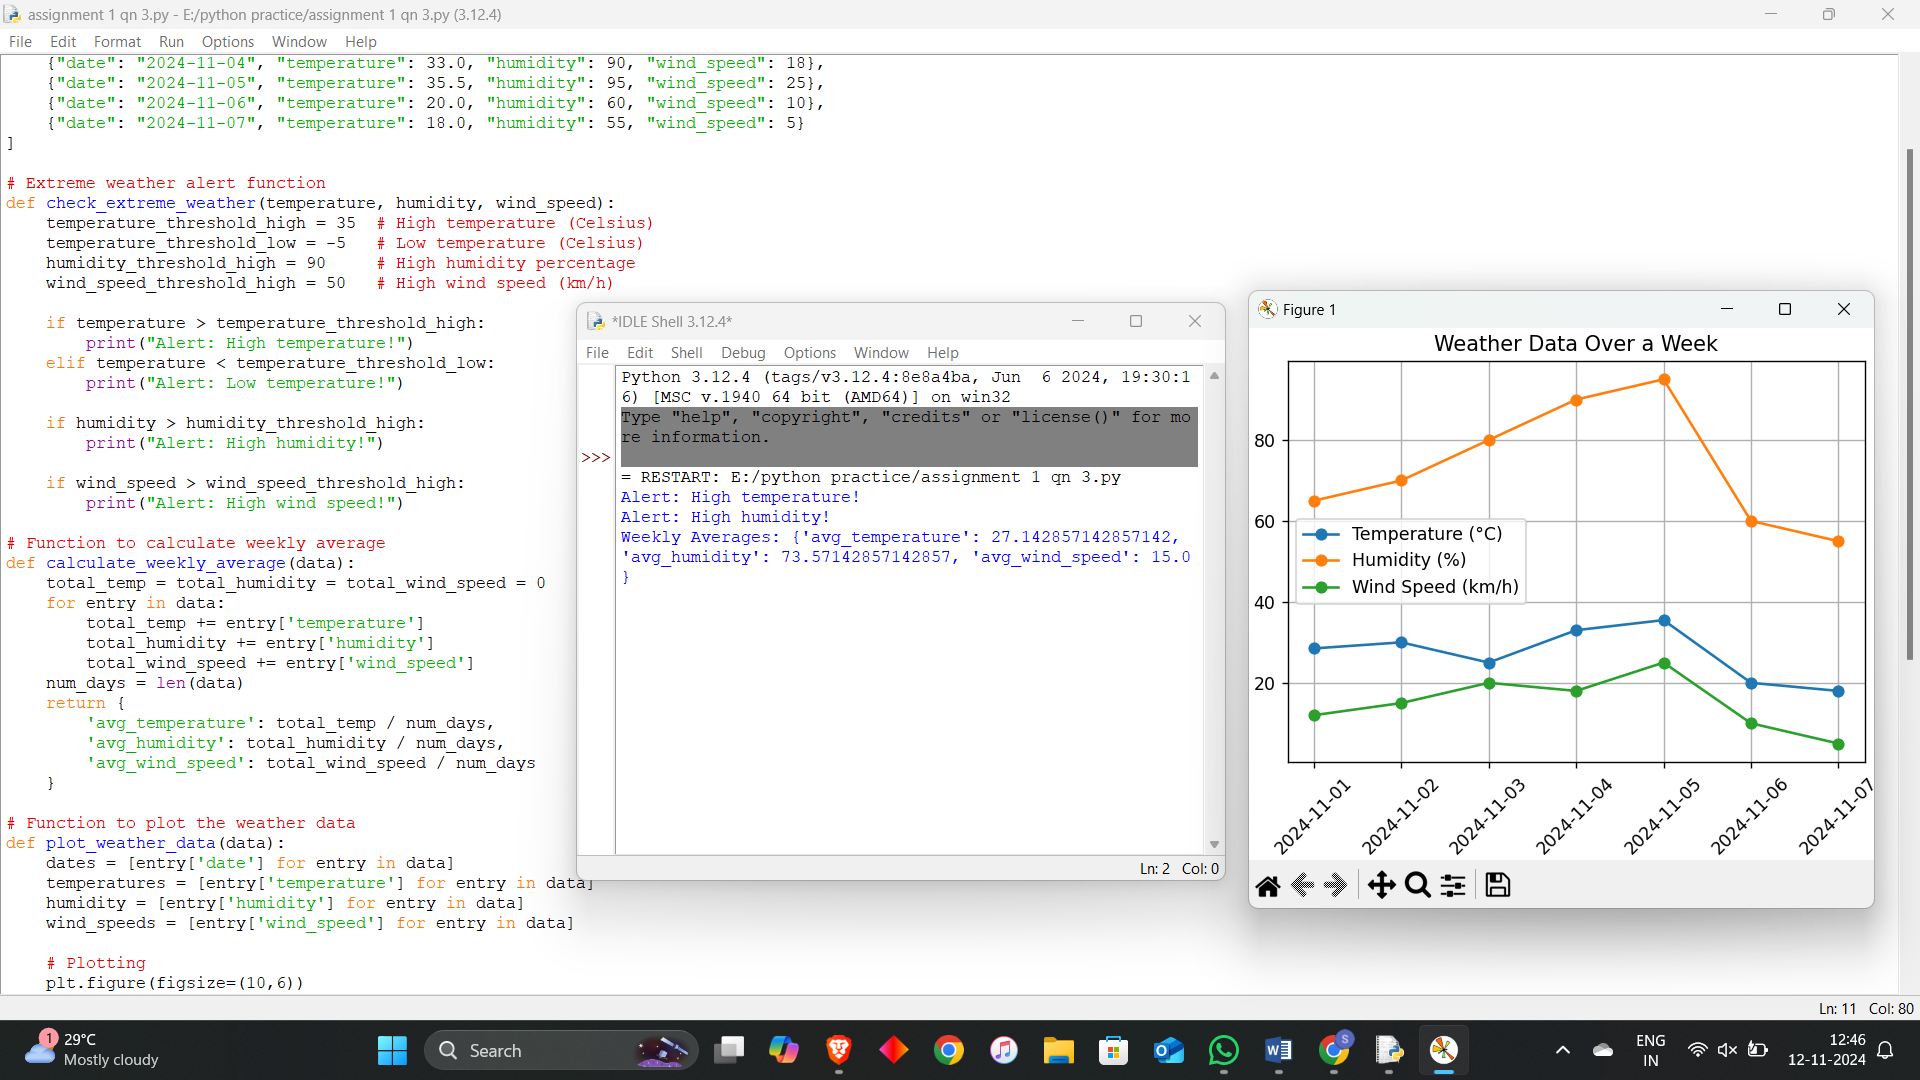 assignment 1 qn 3.py - E:/python practice/assignment 1 qn 3.py (3.12.4)
File Edit Format Run Options Window Help
    {"date": "2024-11-04", "temperature": 33.0, "humidity": 90, "wind_speed": 18},
    {"date": "2024-11-05", "temperature": 35.5, "humidity": 95, "wind_speed": 25},
    {"date": "2024-11-06", "temperature": 20.0, "humidity": 60, "wind_speed": 10},
    {"date": "2024-11-07", "temperature": 18.0, "humidity": 55, "wind_speed": 5}
]
# Extreme weather alert function
def check_extreme_weather(temperature, humidity, wind_speed):
    temperature_threshold_high = 35  # High temperature (Celsius)
    temperature_threshold_low = -5   # Low temperature (Celsius)
    humidity_threshold_high = 90     # High humidity percentage
    wind_speed_threshold_high = 50   # High wind speed (km/h)
    if temperature > temperature_threshold_high:
        print("Alert: High temperature!")
    elif temperature < temperature_threshold_low:
        print("Alert: Low temperature!")
    if humidity > humidity_threshold_high:
        print("Alert: High humidity!")
    if wind_speed > wind_speed_threshold_high:
        print("Alert: High wind speed!")
# Function to calculate weekly average
def calculate_weekly_average(data):
    total_temp = total_humidity = total_wind_speed = 0
    for entry in data:
        total_temp += entry['temperature']
        total_humidity += entry['humidity']
        total_wind_speed += entry['wind_speed']
    num_days = len(data)
    return {
        'avg_temperature': total_temp / num_days,
        'avg_humidity': total_humidity / num_days,
        'avg_wind_speed': total_wind_speed / num_days
    }
# Function to plot the weather data
def plot_weather_data(data):
    dates = [entry['date'] for entry in data]
    temperatures = [entry['temperature'] for entry in data]
    humidity = [entry['humidity'] for entry in data]
    wind_speeds = [entry['wind_speed'] for entry in data]
    # Plotting
    plt.figure(figsize=(10,6))
Ln: 11 Col: 80
*IDLE Shell 3.12.4*
File Edit Shell Debug Options Window Help
Python 3.12.4 (tags/v3.12.4:8e8a4ba, Jun  6 2024, 19:30:1
6) [MSC v.1940 64 bit (AMD64)] on win32
Type "help", "copyright", "credits" or "license()" for mo
re information.
>>>
= RESTART: E:/python practice/assignment 1 qn 3.py
Alert: High temperature!
Alert: High humidity!
Weekly Averages: {'avg_temperature': 27.142857142857142,
'avg_humidity': 73.57142857142857, 'avg_wind_speed': 15.0
}
Ln: 2 Col: 0
Figure 1
Weather Data Over a Week
80
60
40
20
Temperature (°C)
Humidity (%)
Wind Speed (km/h)
2024-11-01
2024-11-02
2024-11-03
2024-11-04
2024-11-05
2024-11-06
2024-11-07
1
29°C
Mostly cloudy
Search
S
ENG
IN
12:46
12-11-2024